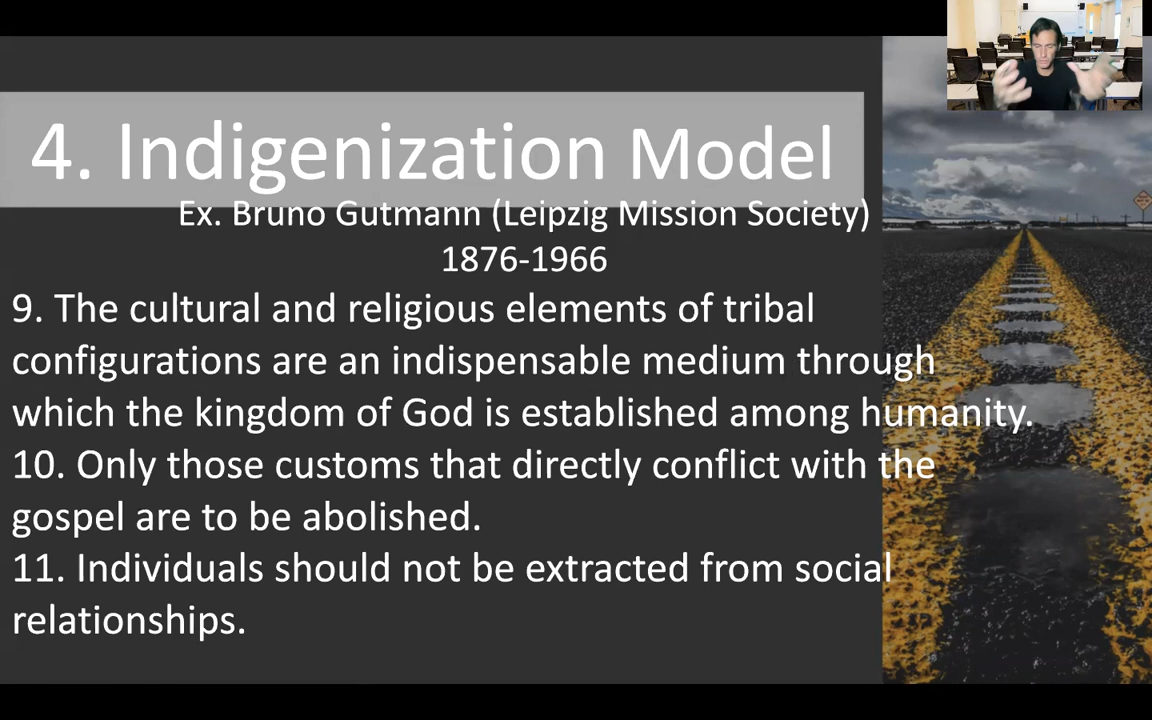 4. Indigenization Model
Ex. Bruno Gutmann (Leipzig Mission Society)
1876-1966
9. The cultural and religious elements of tribal
configurations are an indispensable medium through
which the kingdom of God is established among humanity.
10. Only those customs that directly conflict with the
gospel are to be abolished.
11. Individuals should not be extracted from social
relationships.